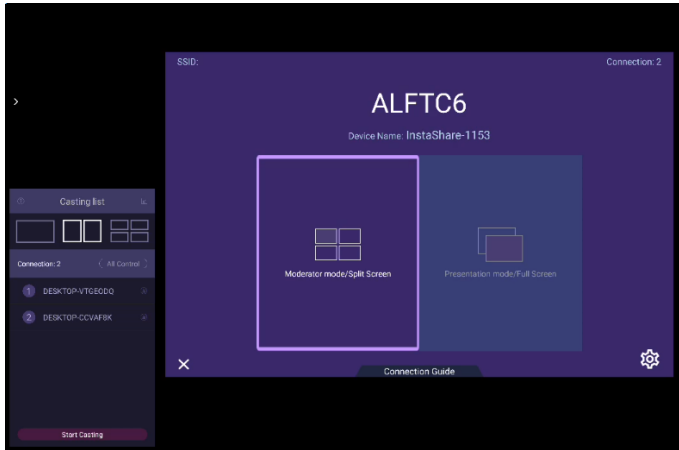 SSID:
Connection: 2
ALFTC6
Device Name: InstaShare-1153
Moderator mode/Split Screen
Presentation mode/Full Screen
Connection Guide
Casting list
Connection: 2
All Control
1 DESKTOP-VTGEODQ
2 DESKTOP-CCVAF8K
Start Casting